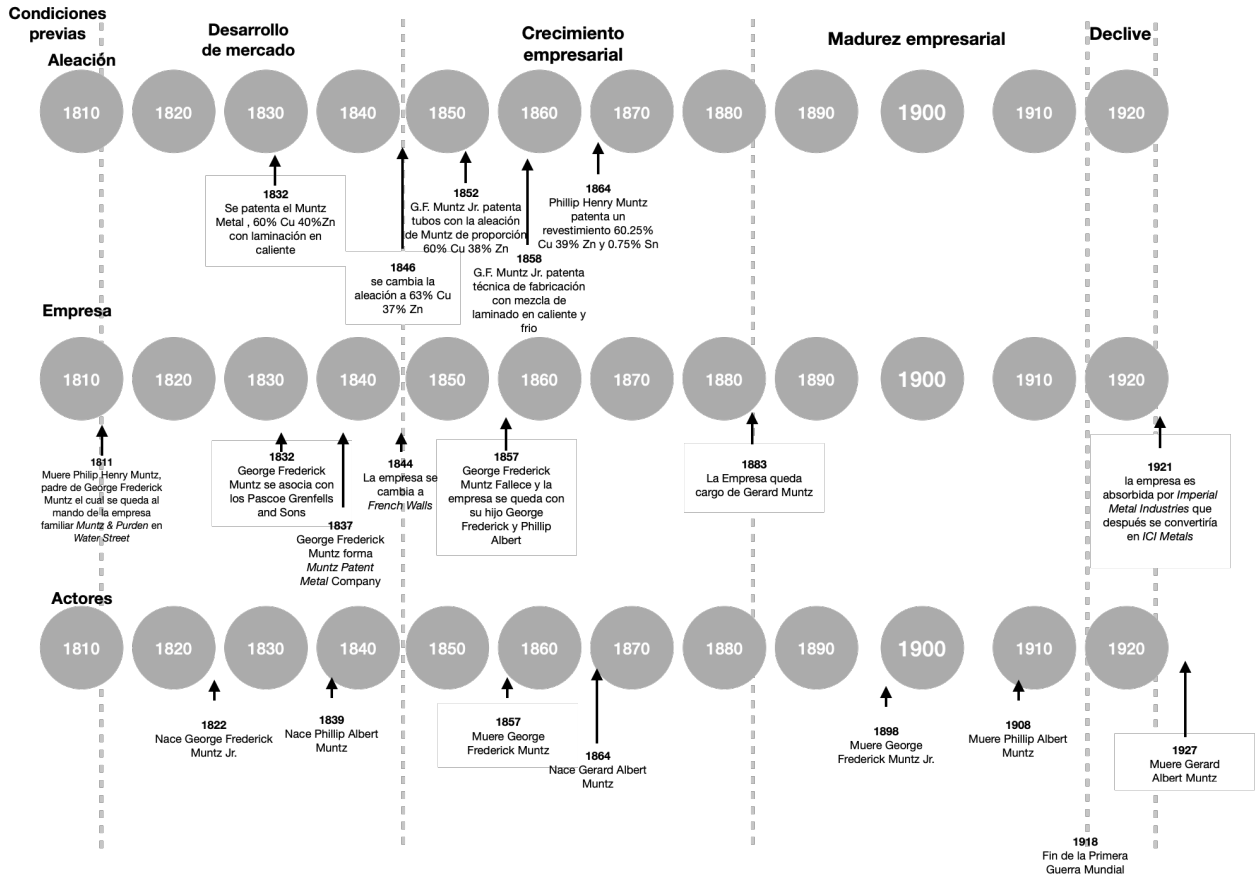 Condiciones
previas
Desarrollo
de mercado
Crecimiento
empresarial
Madurez empresarial
Declive
Aleación
1810
1820
1830
1840
1850
1860
1870
1880
1890
1900
1910
1920
1832
Se patenta el Muntz
Metal , 60% Cu 40%Zn
con laminación en
caliente
1846
se cambia la
aleación a 63% Cu
37% Zn
1852
G.F. Muntz Jr. patenta
tubos con la aleación
de Muntz de proporción
60% Cu 38% Zn
1858
G.F. Muntz Jr. patenta
técnica de fabricación
con mezcla de
laminado en caliente y
frio
1864
Phillip Henry Muntz
patenta un
revestimiento 60.25%
Cu 39% Zn y 0.75% Sn
Empresa
1810
1820
1830
1840
1850
1860
1870
1880
1890
1900
1910
1920
1811
Muere Philip Henry Muntz,
padre de George Frederick
Muntz el cual se queda al
mando de la empresa
familiar Muntz & Purden en
Water Street
1832
George Frederick
Muntz se asocia con
los Pascoe Grenfells
and Sons
1837
George Frederick
Muntz forma
Muntz Patent
Metal Company
1844
La empresa se
cambia a
French Walls
1857
George Frederick
Muntz Fallece y la
empresa se queda con
su hijo George
Frederick y Phillip
Albert
1883
La Empresa queda
cargo de Gerard Muntz
1921
la empresa es
absorbida por Imperial
Metal Industries que
después se convertiría
en ICI Metals
Actores
1810
1820
1830
1840
1850
1860
1870
1880
1890
1900
1910
1920
1822
Nace George Frederick
Muntz Jr.
1839
Nace Phillip Albert
Muntz
1857
Muere George
Frederick Muntz
1864
Nace Gerard Albert
Muntz
1898
Muere George
Frederick Muntz Jr.
1908
Muere Phillip Albert
Muntz
1927
Muere Gerard
Albert Muntz
1918
Fin de la Primera
Guerra Mundial